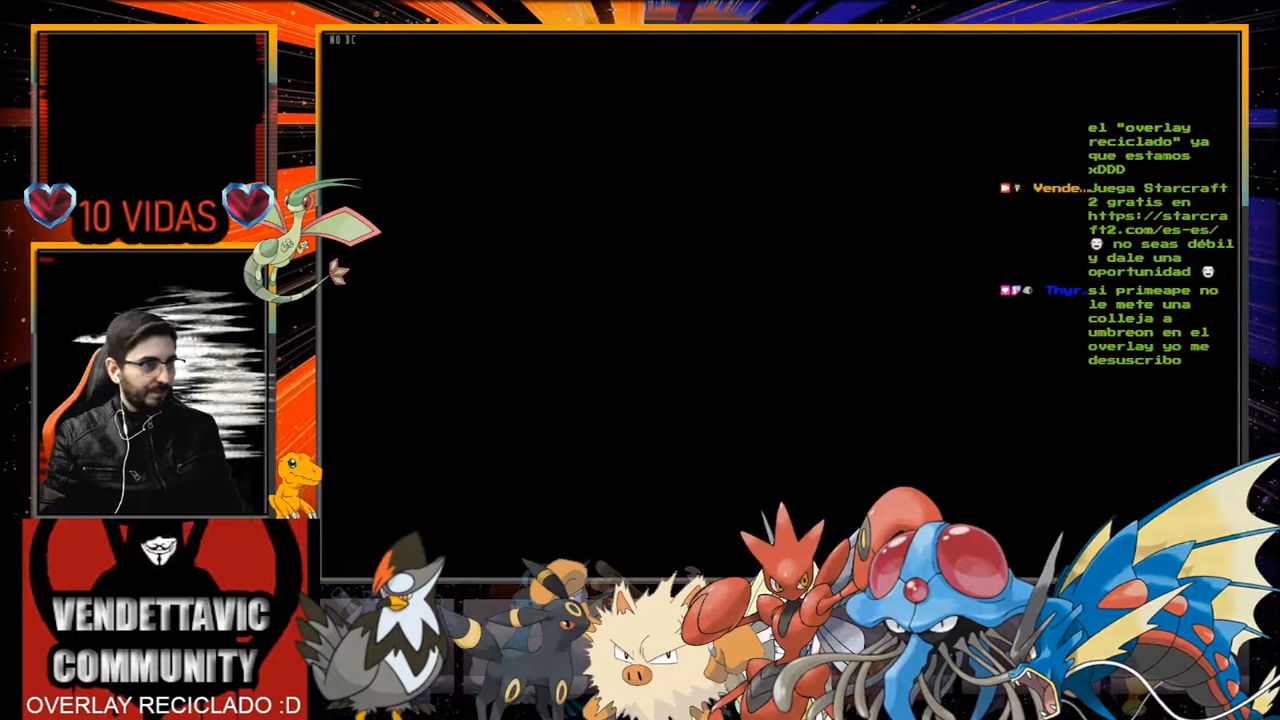 NO DC
el "overlay
reciclado" ya
que estamos
xDDD
Vende...Juega Starcraft
2 gratis en
https://starcra
ft2.com/es-es/
no seas débil
y dale una
oportunidad
Thyr...si primeape no
le mete una
colleja a
umbreon en el
overlay yo me
desuscribo
10 VIDAS
VENDETTAVIC
COMMUNITY
OVERLAY RECICLADO :D